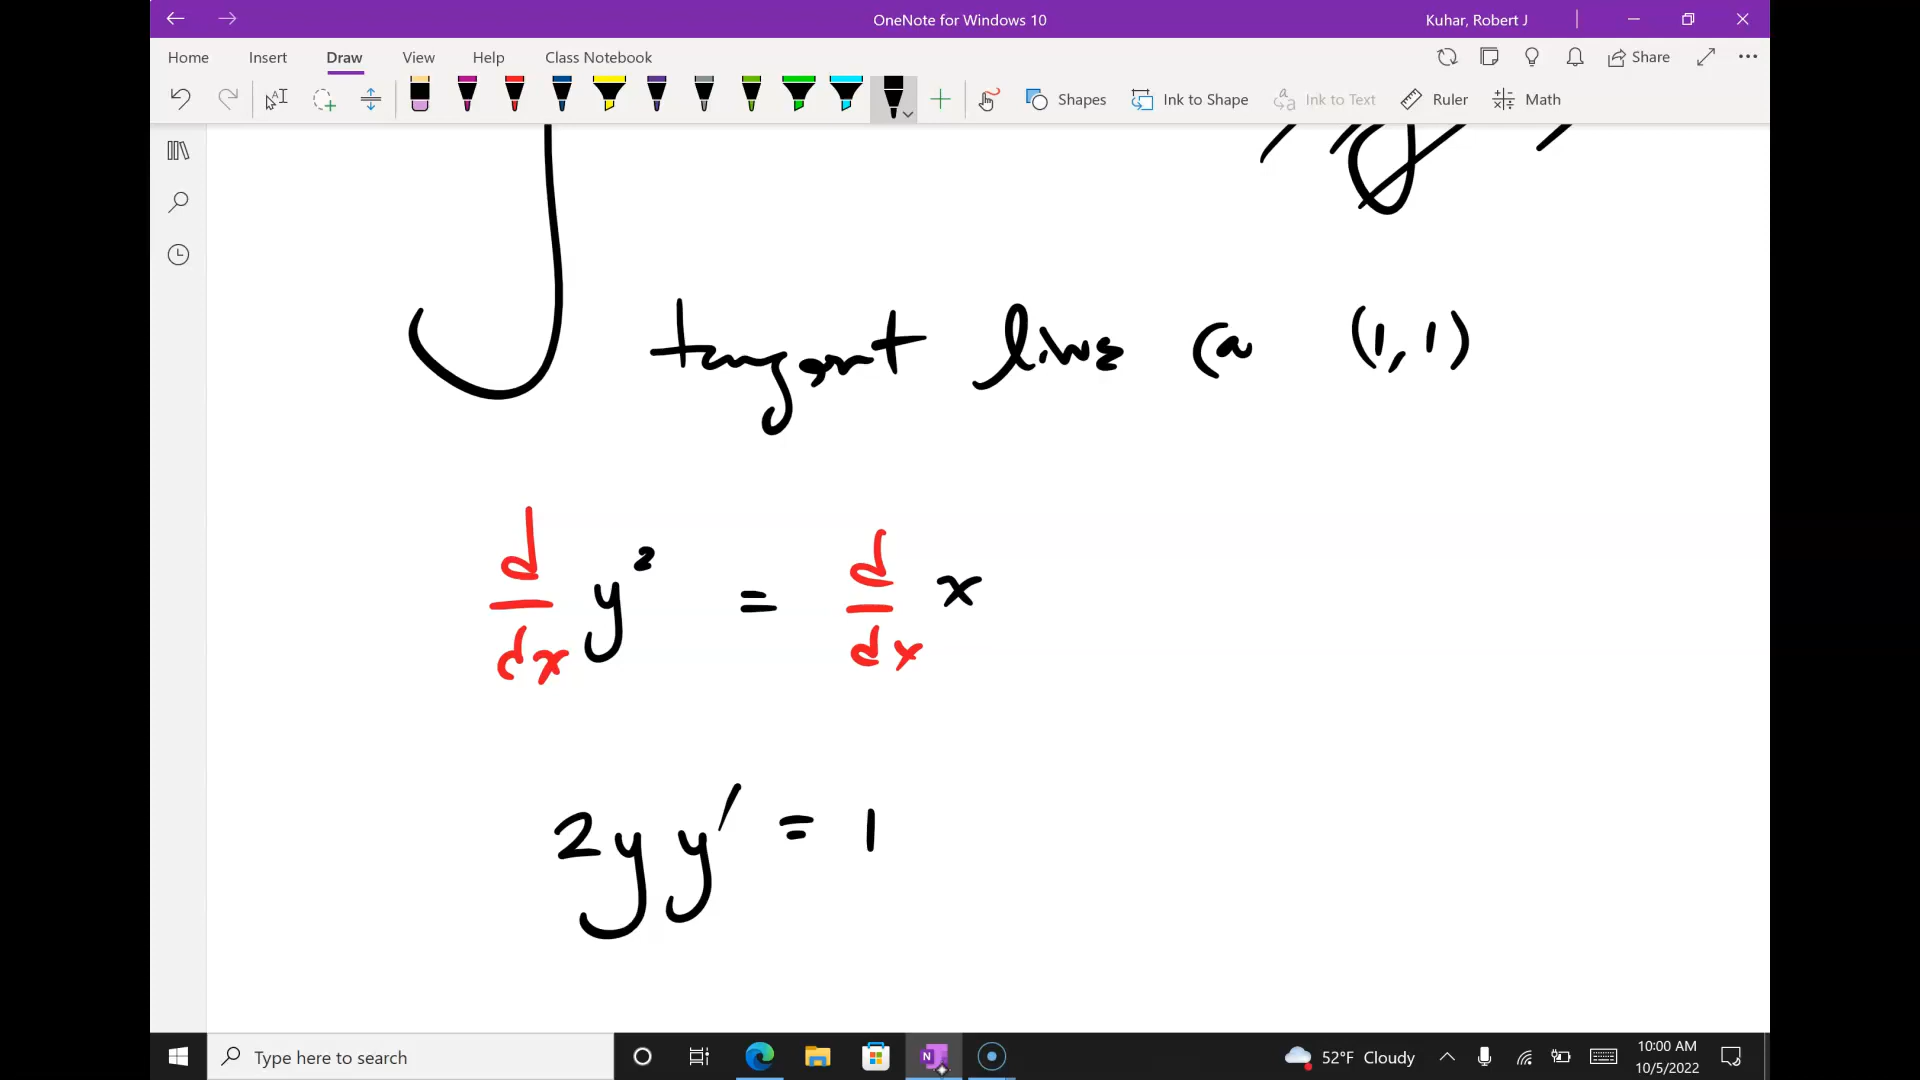 OneNote for Windows 10
Kuhar, Robert J
Home Insert Draw View Help Class Notebook
Share
Shapes Ink to Shape Ink to Text Ruler Math
tangent line @ (1,1)
d/dx y² = d/dx x
2yy' = 1
Type here to search
52°F Cloudy
10:00 AM
10/5/2022